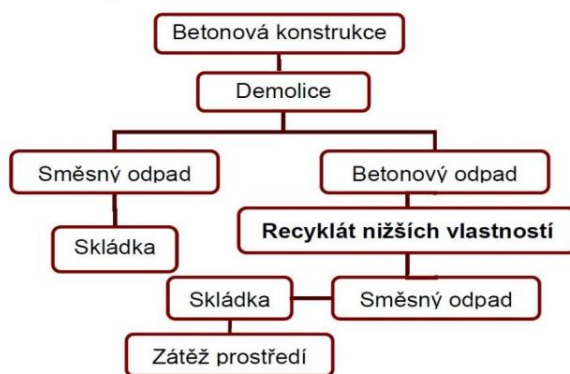 Betonová konstrukce
Demolice
Směsný odpad
Betonový odpad
Skládka
Recyklát nižších vlastností
Skládka
Směsný odpad
Zátěž prostředí